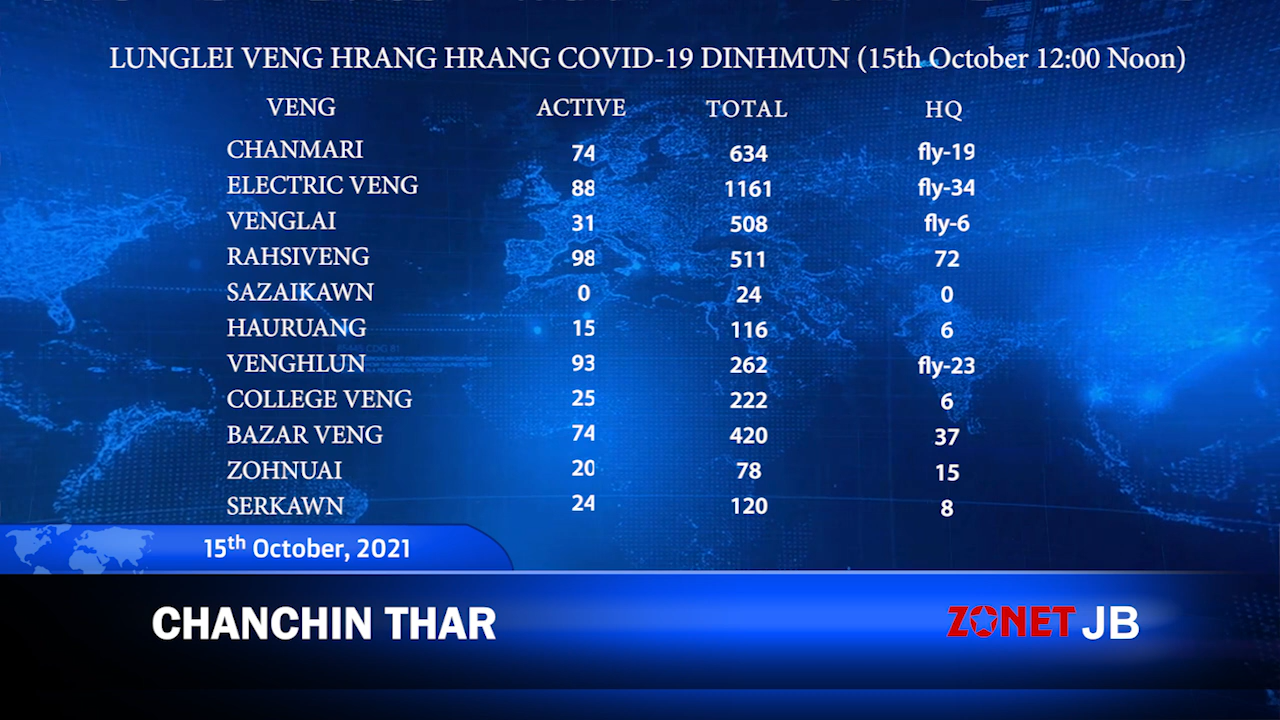 LUNGLEI VENG HRANG HRANG COVID-19 DINHMUN (15th October 12:00 Noon)
VENG ACTIVE TOTAL HQ
CHANMARI 74 634 fly-19
ELECTRIC VENG 88 1161 fly-34
VENGLAI 31 508 fly-6
RAHSIVENG 98 511 72
SAZAIKAWN 0 24 0
HAURUANG 15 116 6
VENGHLUN 93 262 fly-23
COLLEGE VENG 25 222 6
BAZAR VENG 74 420 37
ZOHNUAI 20 78 15
SERKAWN 24 120 8
15th October, 2021
CHANCHIN THAR
ZONET JB